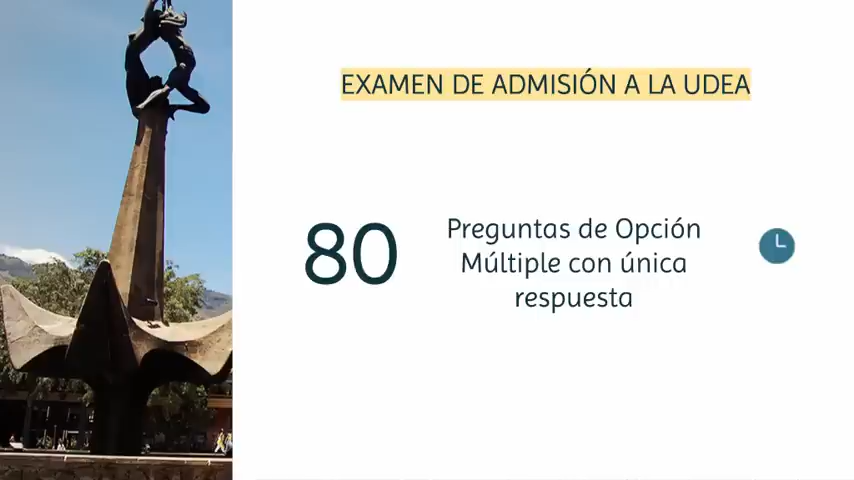 EXAMEN DE ADMISIÓN A LA UDEA
80
Preguntas de Opción
Múltiple con única
respuesta